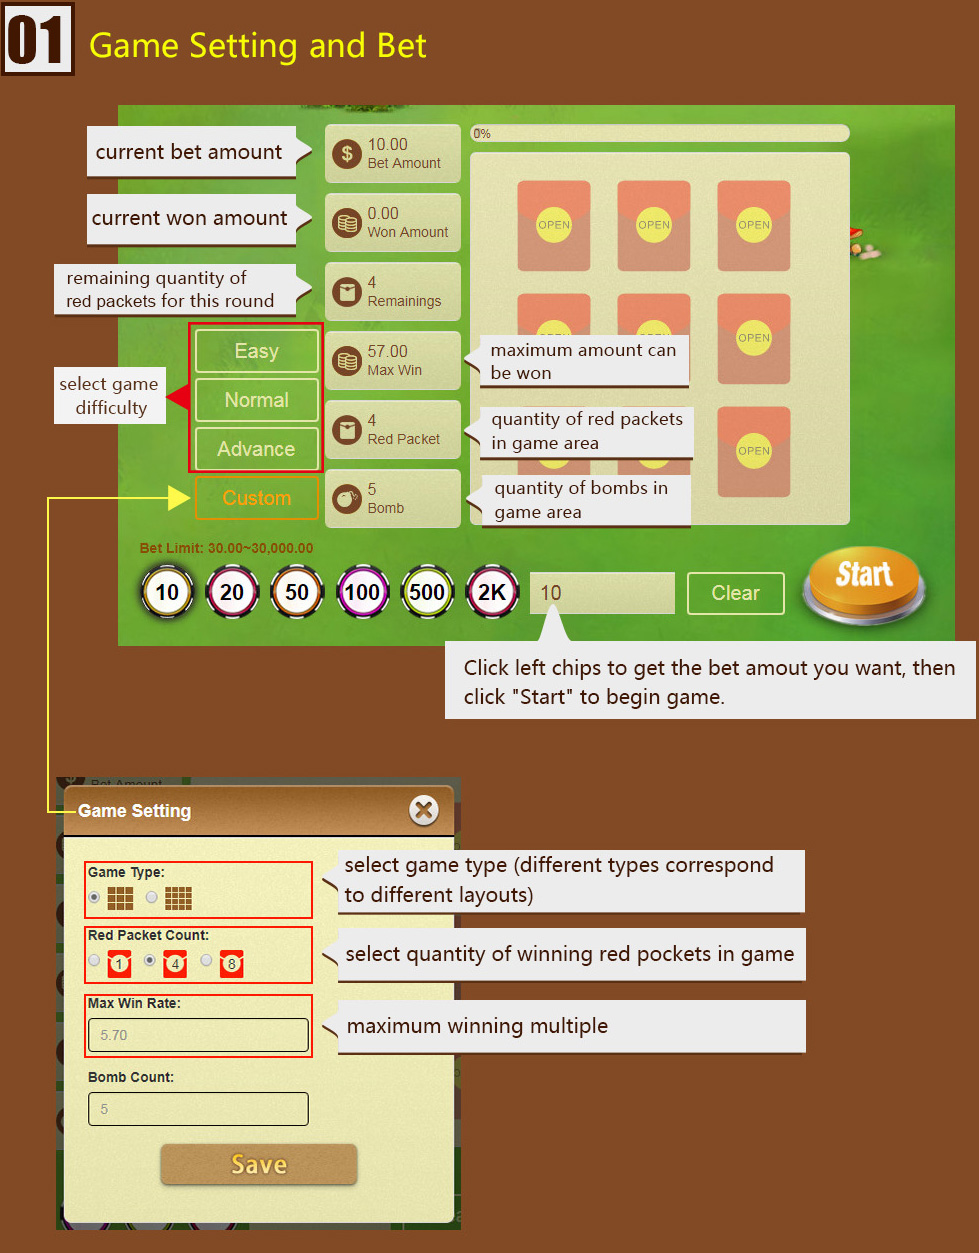 01
Game Setting and Bet
current bet amount
10.00
Bet Amount
0%
current won amount
0.00
Won Amount
OPEN
OPEN
OPEN
remaining quantity of
red packets for this round
4
Remainings
Easy
57.00
Max Win
maximum amount can
be won
OPEN
OPEN
OPEN
select game
difficulty
Normal
Advance
4
Red Packet
quantity of red packets
in game area
OPEN
Custom
5
Bomb
quantity of bombs in
game area
Bet Limit: 30.00~30,000.00
10
20
50
100
500
2K
10
Clear
Start
Click left chips to get the bet amout you want, then
click "Start" to begin game.
Bet Amount
Game Setting
Game Type:
select game type (different types correspond
to different layouts)
Red Packet Count:
1
4
8
select quantity of winning red pockets in game
Max Win Rate:
5.70
maximum winning multiple
Bomb Count:
5
Save